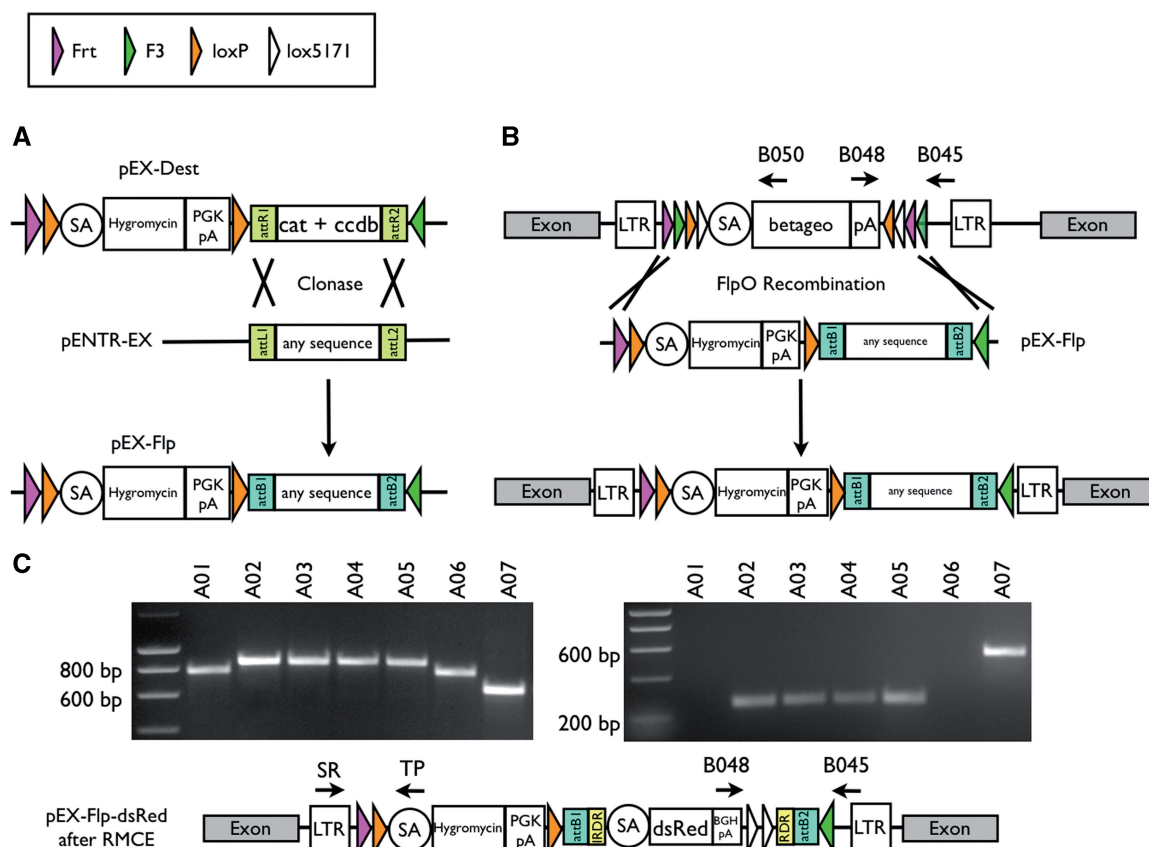 Frt F3 loxP lox5171
A
pEX-Dest
SA Hygromycin PGK pA attR1 cat + ccdb attR2
Clonase
pENTR-EX attL1 any sequence attL2
pEX-Flp
SA Hygromycin PGK pA attB1 any sequence attB2
B
B050 B048 B045
Exon LTR SA betageo pA LTR Exon
FlpO Recombination
SA Hygromycin PGK pA attB1 any sequence attB2 pEX-Flp
Exon LTR SA Hygromycin PGK pA attB1 any sequence attB2 LTR Exon
C
A01 A02 A03 A04 A05 A06 A07
800 bp
600 bp
A01 A02 A03 A04 A05 A06 A07
600 bp
200 bp
SR TP B048 B045
pEX-Flp-dsRed
after RMCE
Exon LTR SA Hygromycin PGK pA attB1 IRDR SA dsRed BGH pA RDR attB2 LTR Exon